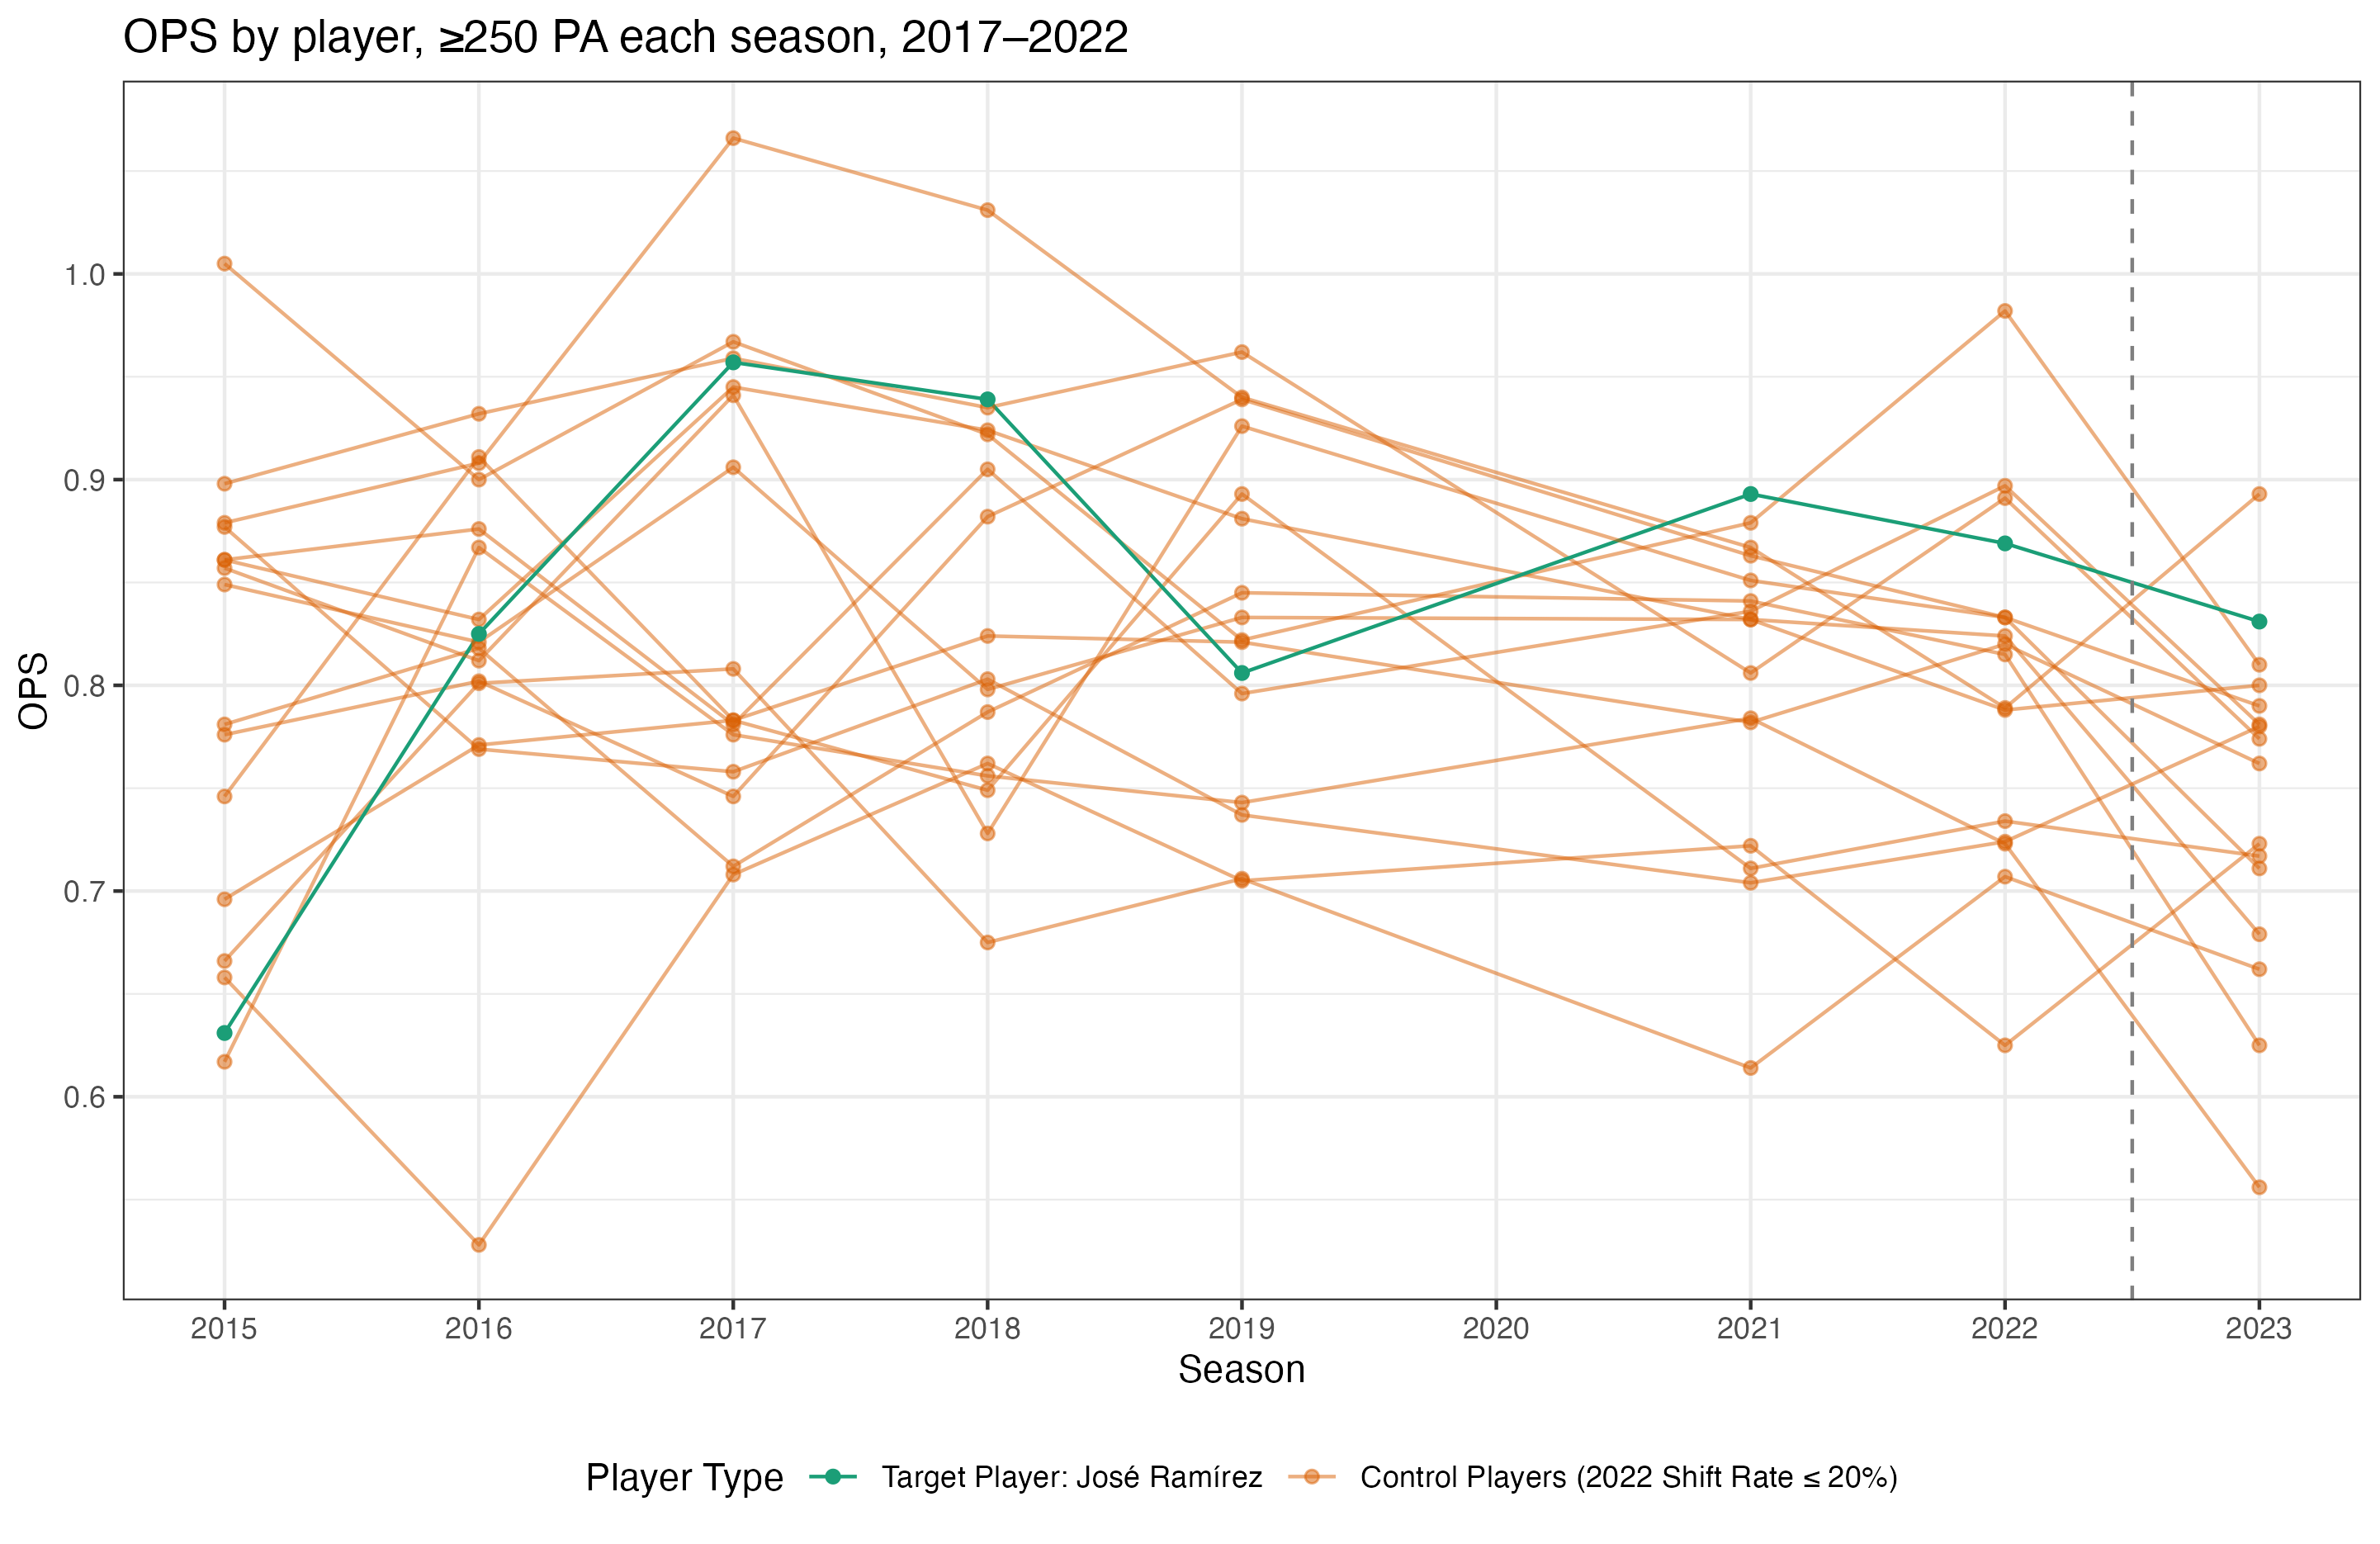 OPS by player, ≥250 PA each season, 2017–2022
OPS
1.0
0.9
0.8
0.7
0.6
2015 2016 2017 2018 2019 2020 2021 2022 2023
Season
Player Type Target Player: José Ramírez Control Players (2022 Shift Rate ≤ 20%)